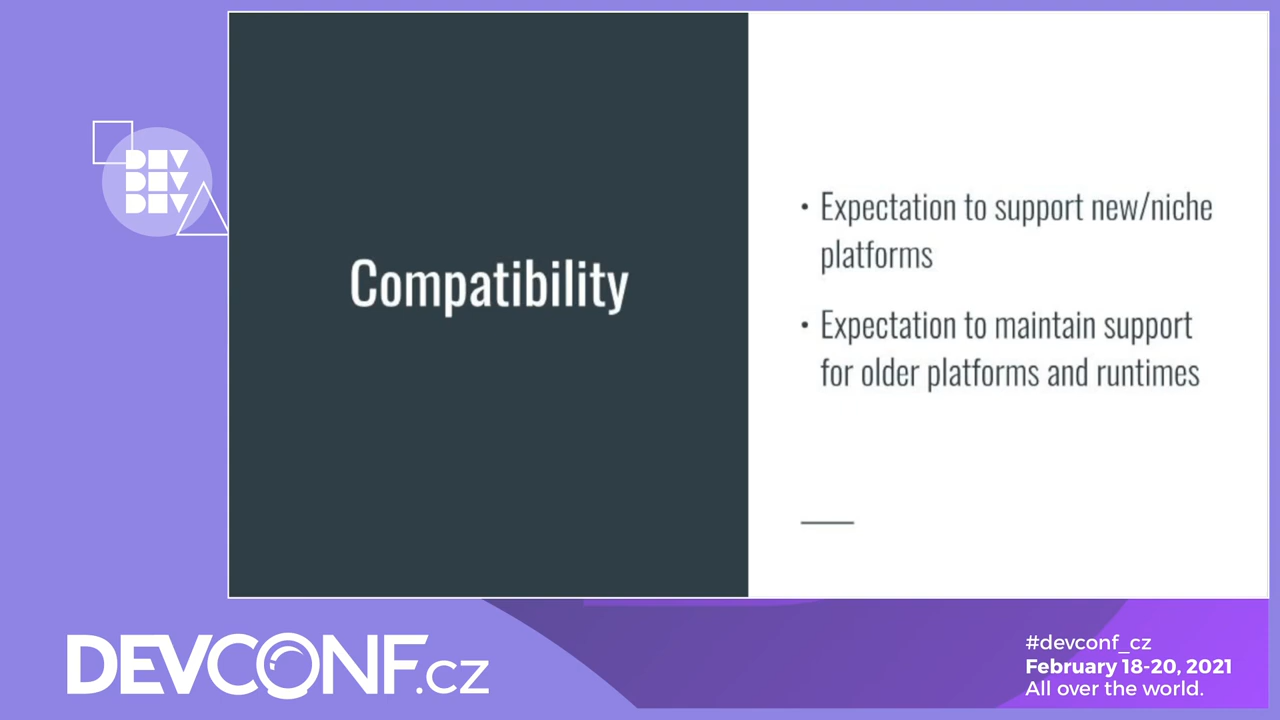 DEV
DEV
DEV
Compatibility
• Expectation to support new/niche
platforms
• Expectation to maintain support
for older platforms and runtimes
DEVCONF.cz
#devconf_cz
February 18-20, 2021
All over the world.